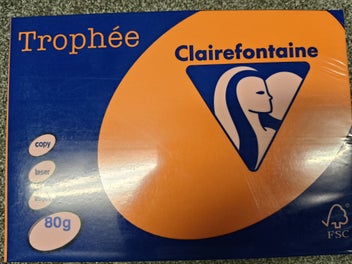 Trophée
Clairefontaine
copy
laser
80g
FSC